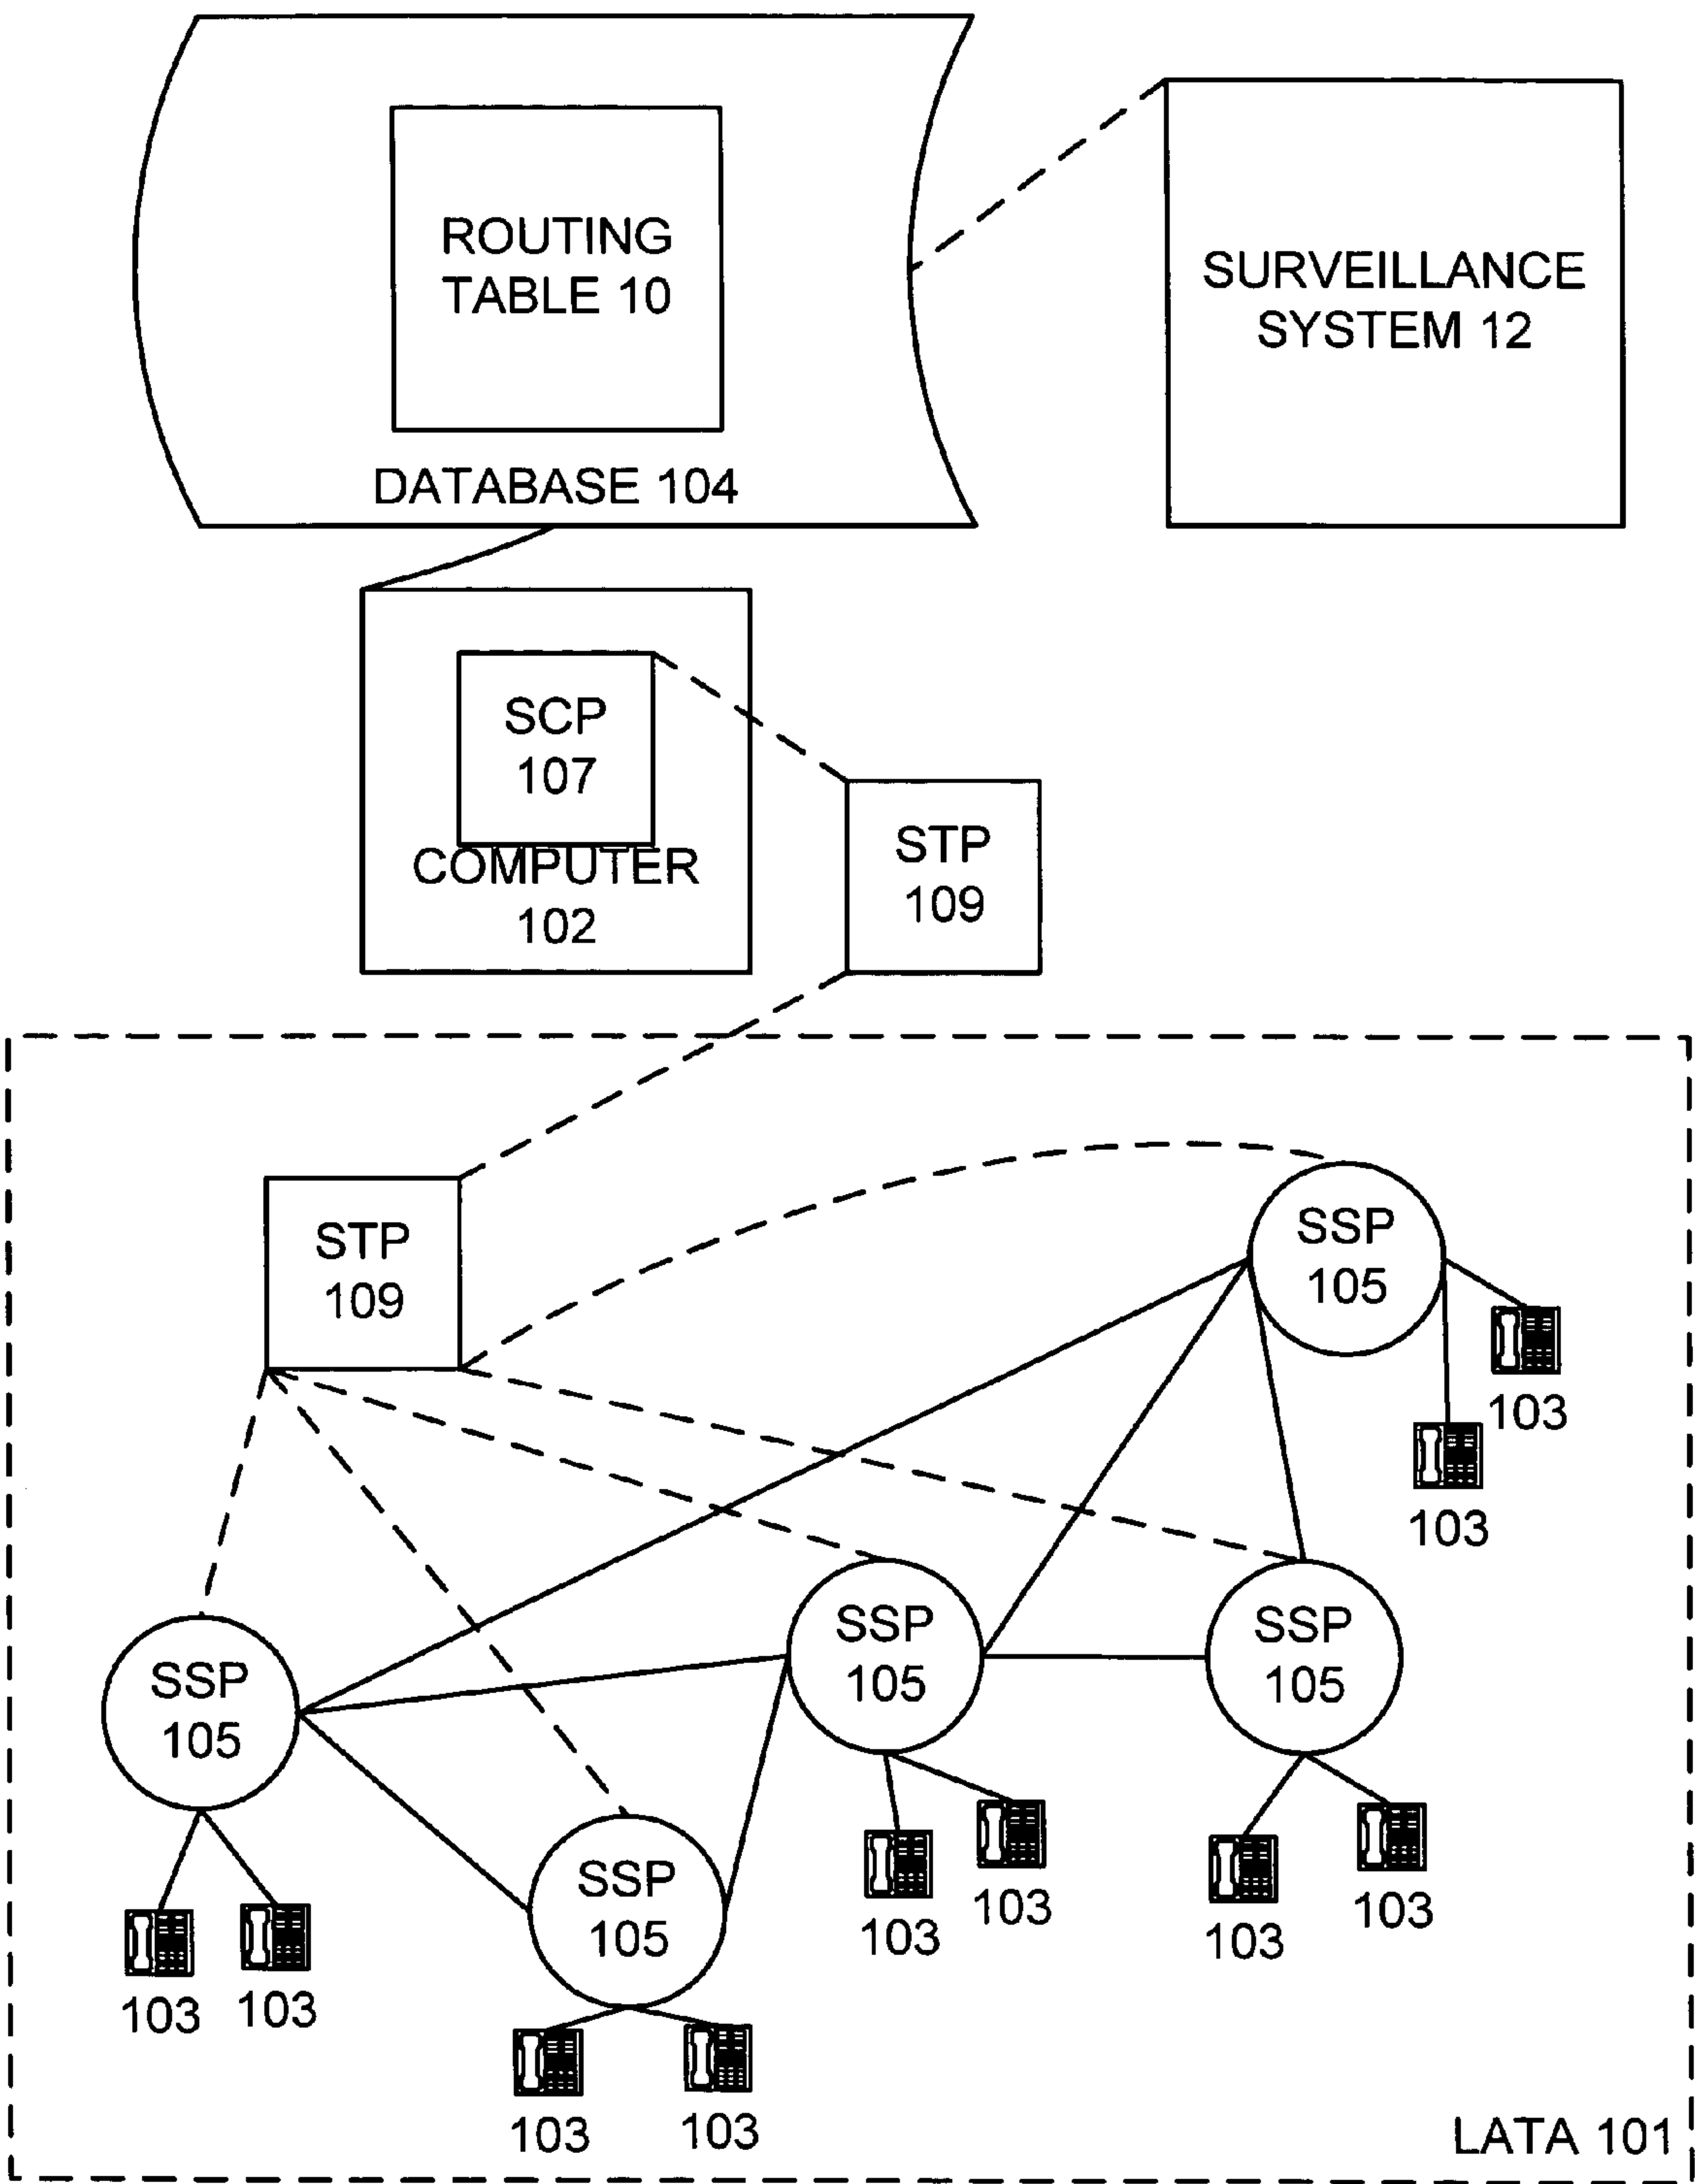 ROUTING
TABLE 10
DATABASE 104
SURVEILLANCE
SYSTEM 12
SCP
107
COMPUTER
102
STP
109
STP
109
SSP
105
103
103
SSP
105
SSP
105
SSP
105
SSP
105
103
103
103
103
103
103
103
103
LATA 101